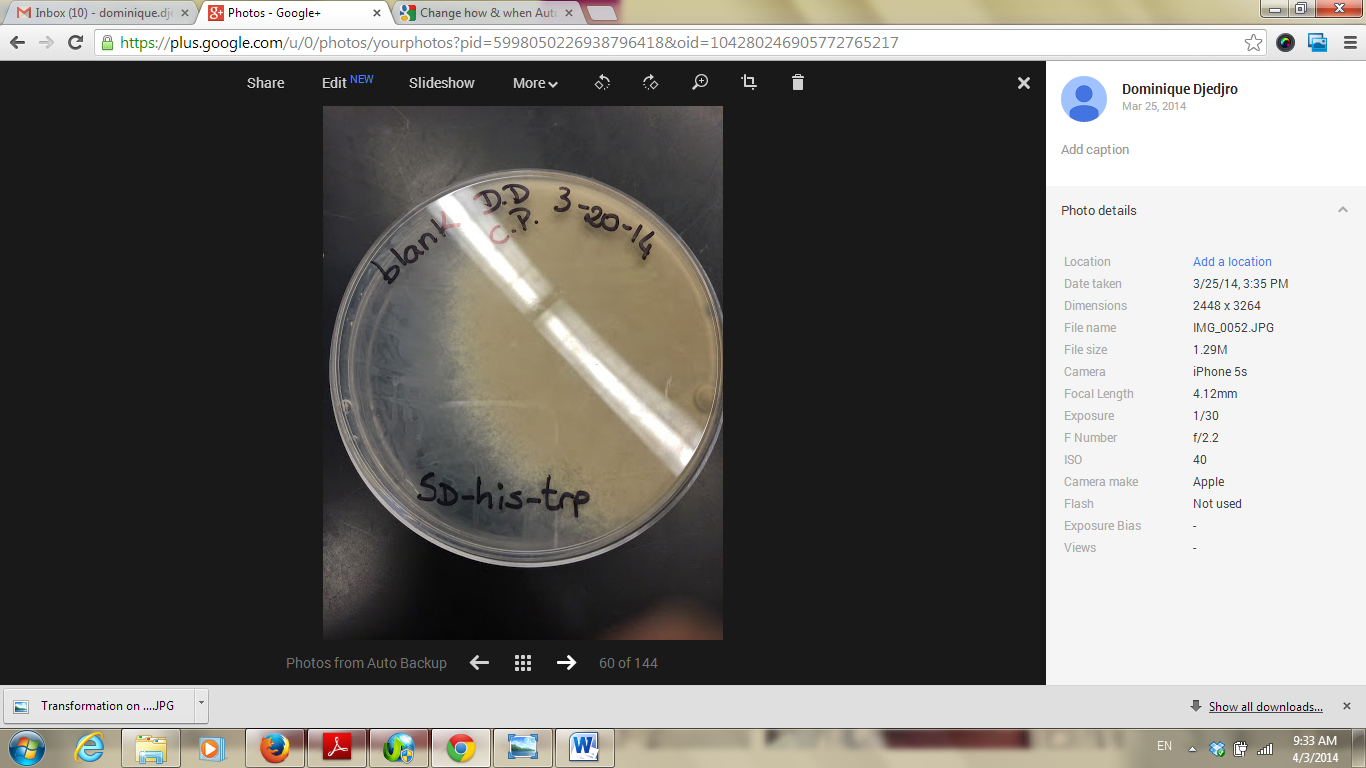 Inbox (10) - dominique.dje
Photos - Google+
Change how & when Auto
https://plus.google.com/u/0/photos/yourphotos?pid=5998050226938796418&oid=104280246905772765217
Share
Edit NEW
Slideshow
More
blank
D.D
C.P.
3-20-14
SD-his-trp
Photos from Auto Backup
60 of 144
Dominique Djedjro
Mar 25, 2014
Add caption
Photo details
Location Add a location
Date taken 3/25/14, 3:35 PM
Dimensions 2448 x 3264
File name IMG_0052.JPG
File size 1.29M
Camera iPhone 5s
Focal Length 4.12mm
Exposure 1/30
F Number f/2.2
ISO 40
Camera make Apple
Flash Not used
Exposure Bias -
Views -
Transformation on ....JPG
Show all downloads...
EN
9:33 AM
4/3/2014